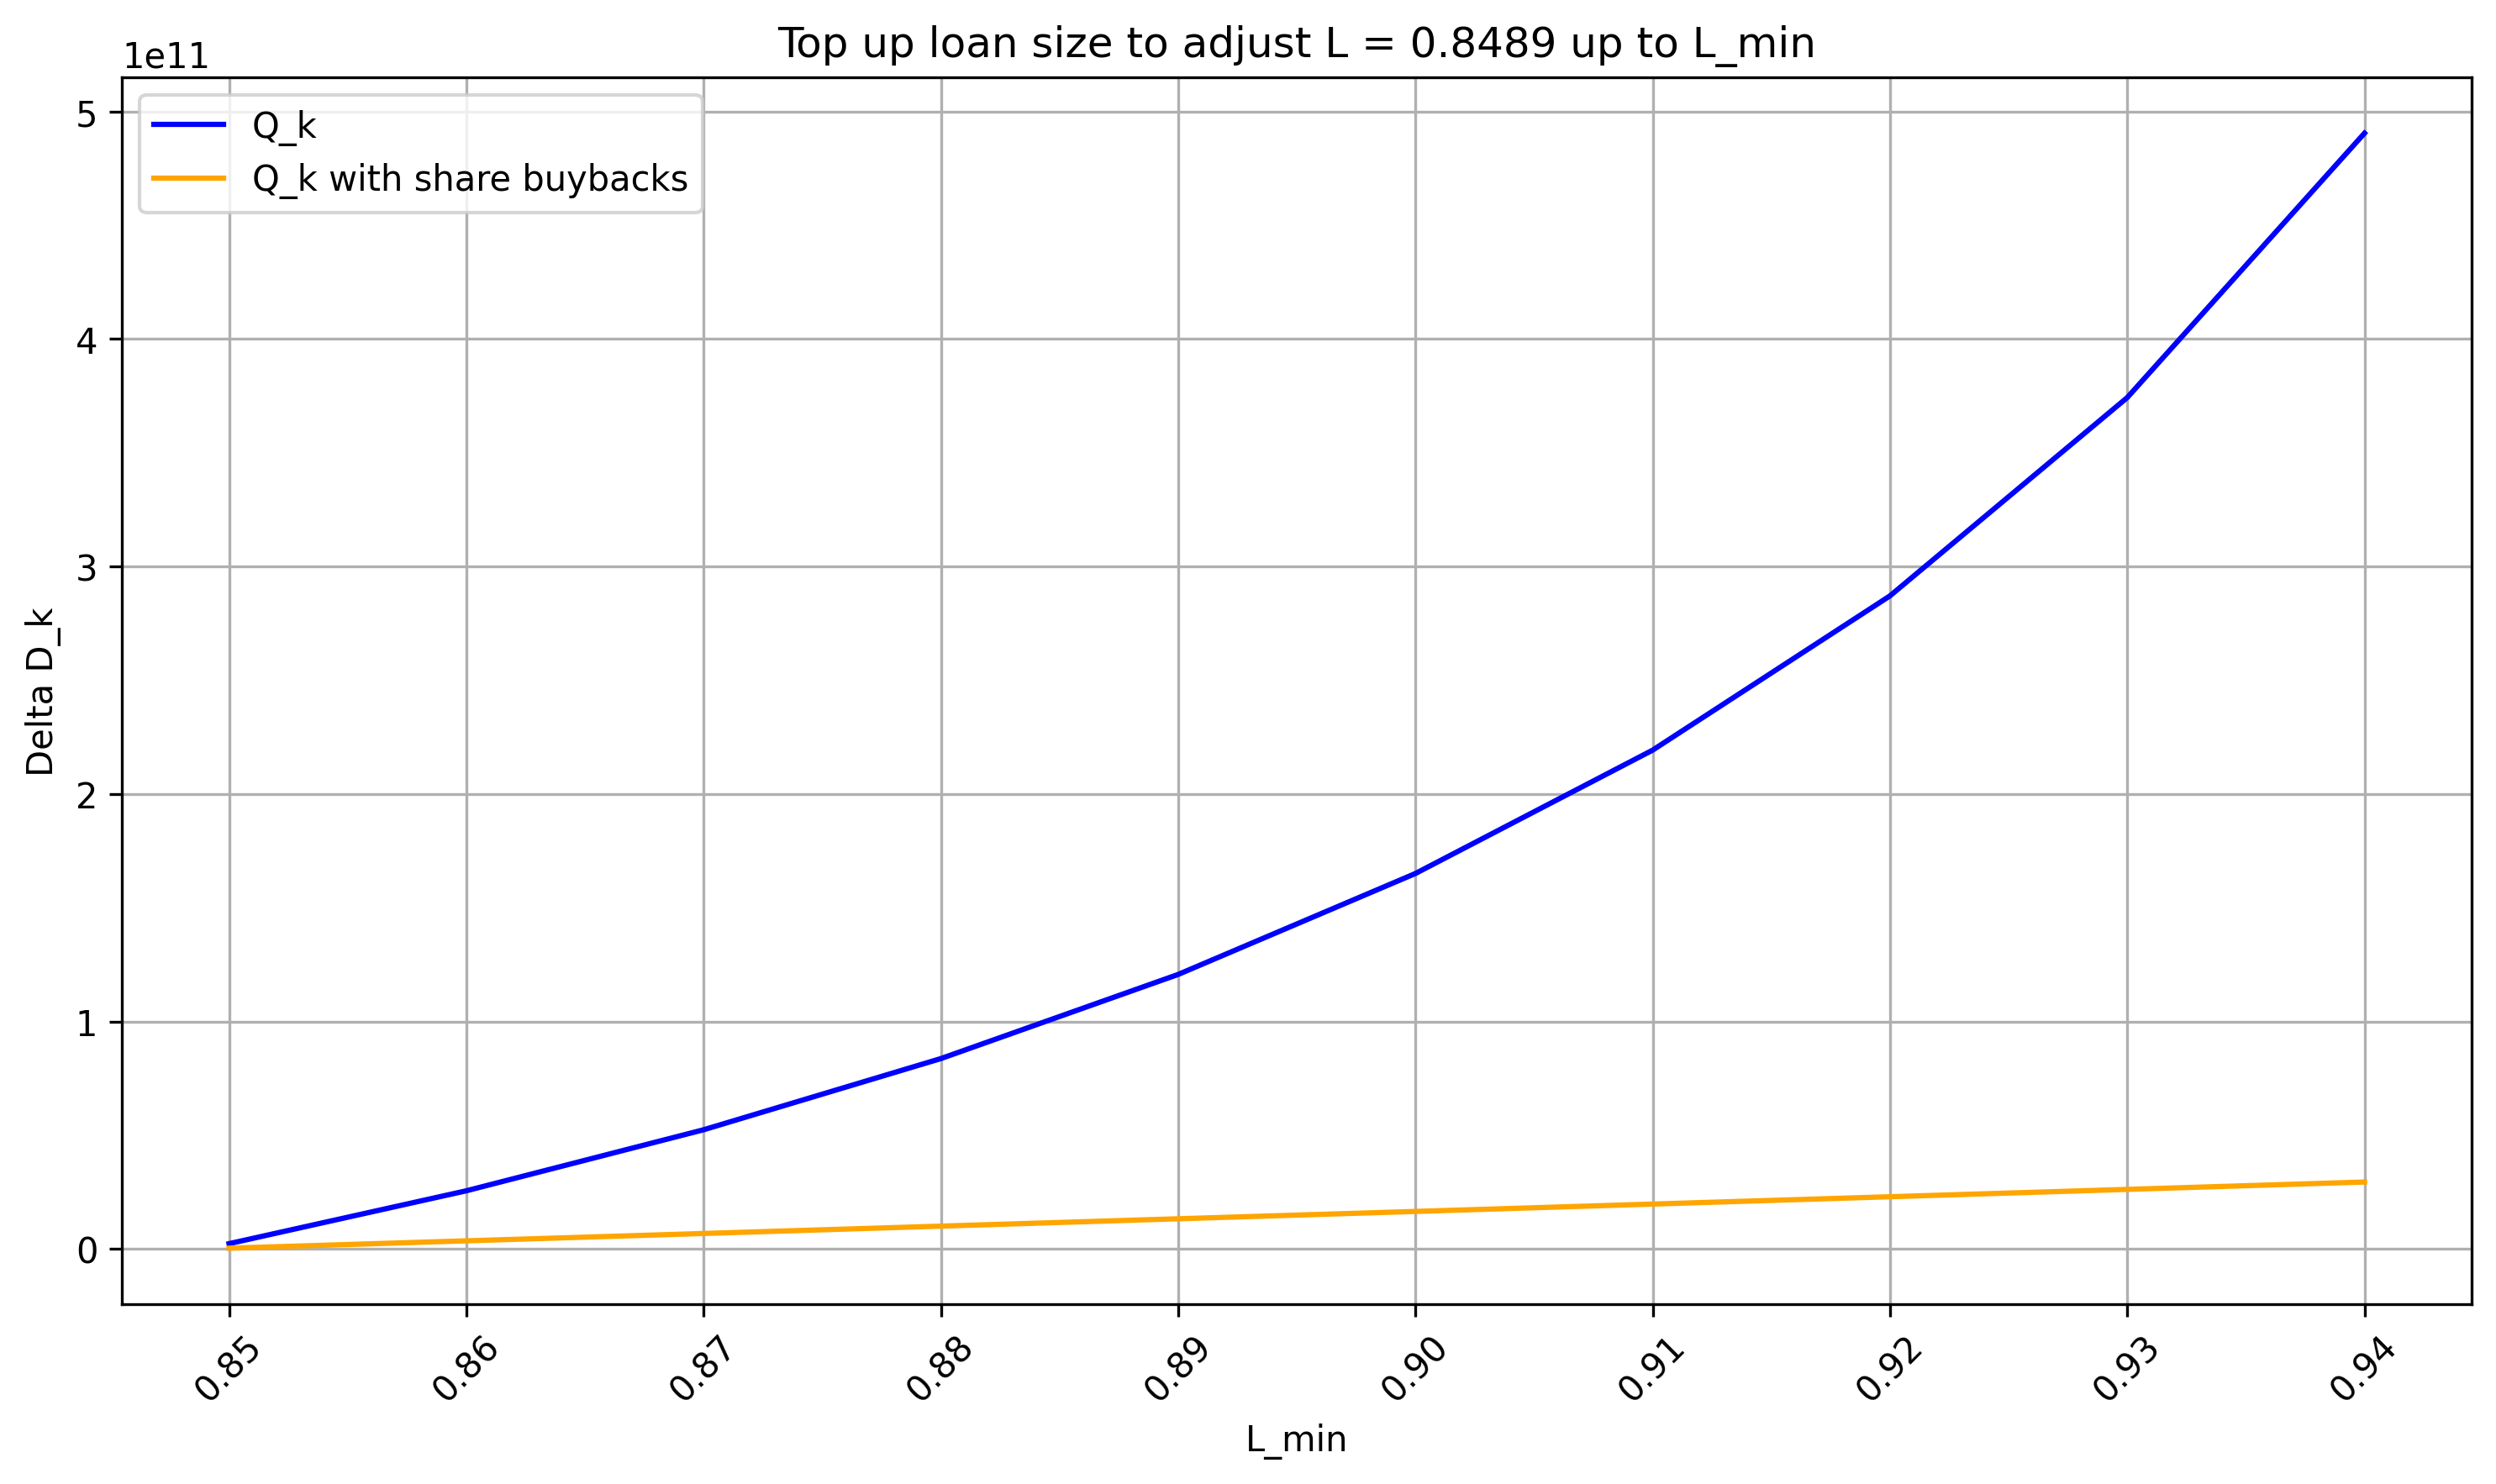 Top up loan size to adjust L = 0.8489 up to L_min
1e11
Q_k
Q_k with share buybacks
5
4
3
2
1
0
Delta D_k
0.85
0.86
0.87
0.88
0.89
0.90
0.91
0.92
0.93
0.94
L_min